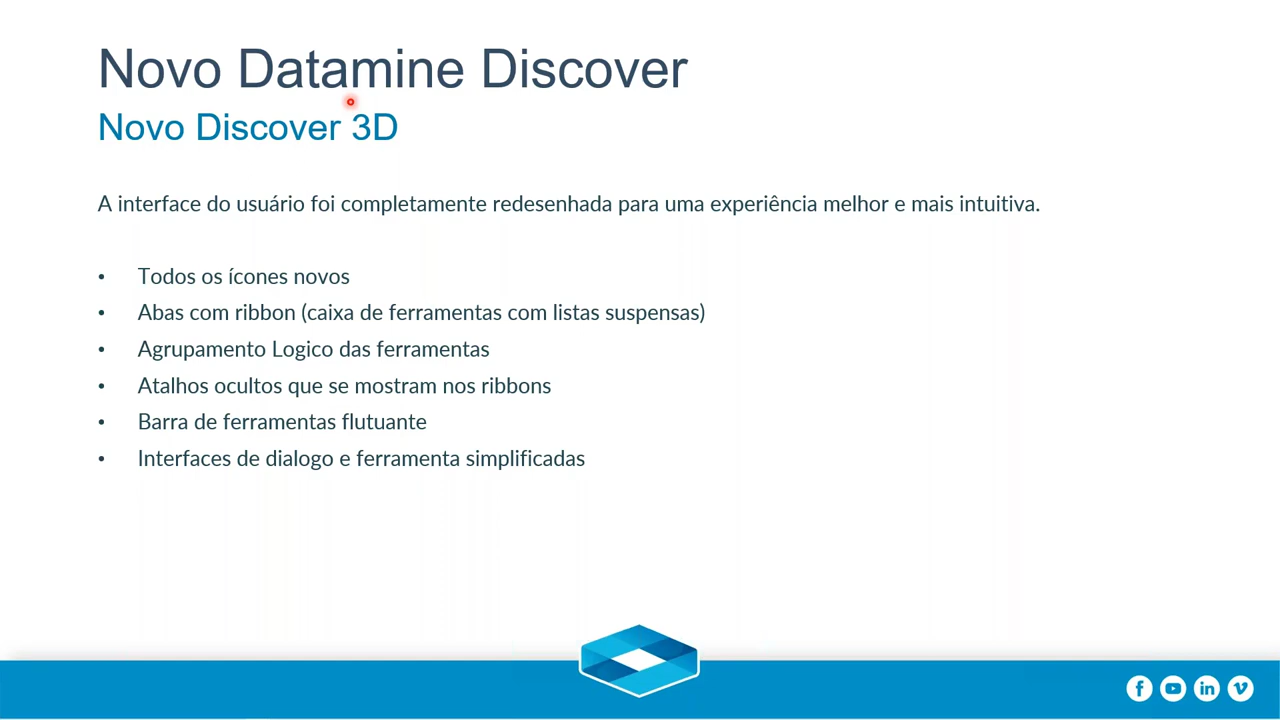 Novo Datamine Discover
Novo Discover 3D
A interface do usuário foi completamente redesenhada para uma experiência melhor e mais intuitiva.
• Todos os ícones novos
• Abas com ribbon (caixa de ferramentas com listas suspensas)
• Agrupamento Logico das ferramentas
• Atalhos ocultos que se mostram nos ribbons
• Barra de ferramentas flutuante
• Interfaces de dialogo e ferramenta simplificadas